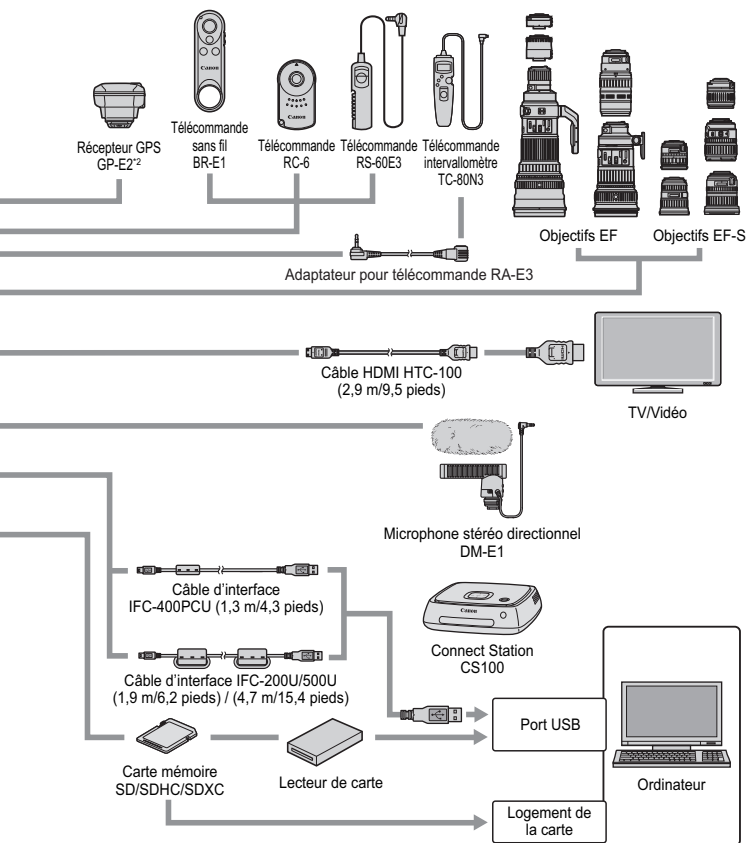 Canon
Canon
Récepteur GPS
GP-E2*2
Télécommande
sans fil
BR-E1
Télécommande
RC-6
Télécommande
RS-60E3
Télécommande
intervallomètre
TC-80N3
Objectifs EF
Objectifs EF-S
Adaptateur pour télécommande RA-E3
Câble HDMI HTC-100
(2,9 m/9,5 pieds)
TV/Vidéo
Microphone stéréo directionnel
DM-E1
Câble d'interface
IFC-400PCU (1,3 m/4,3 pieds)
Canon
Connect Station
CS100
Câble d'interface IFC-200U/500U
(1,9 m/6,2 pieds) / (4,7 m/15,4 pieds)
Port USB
Carte mémoire
SD/SDHC/SDXC
Lecteur de carte
Ordinateur
Logement de
la carte